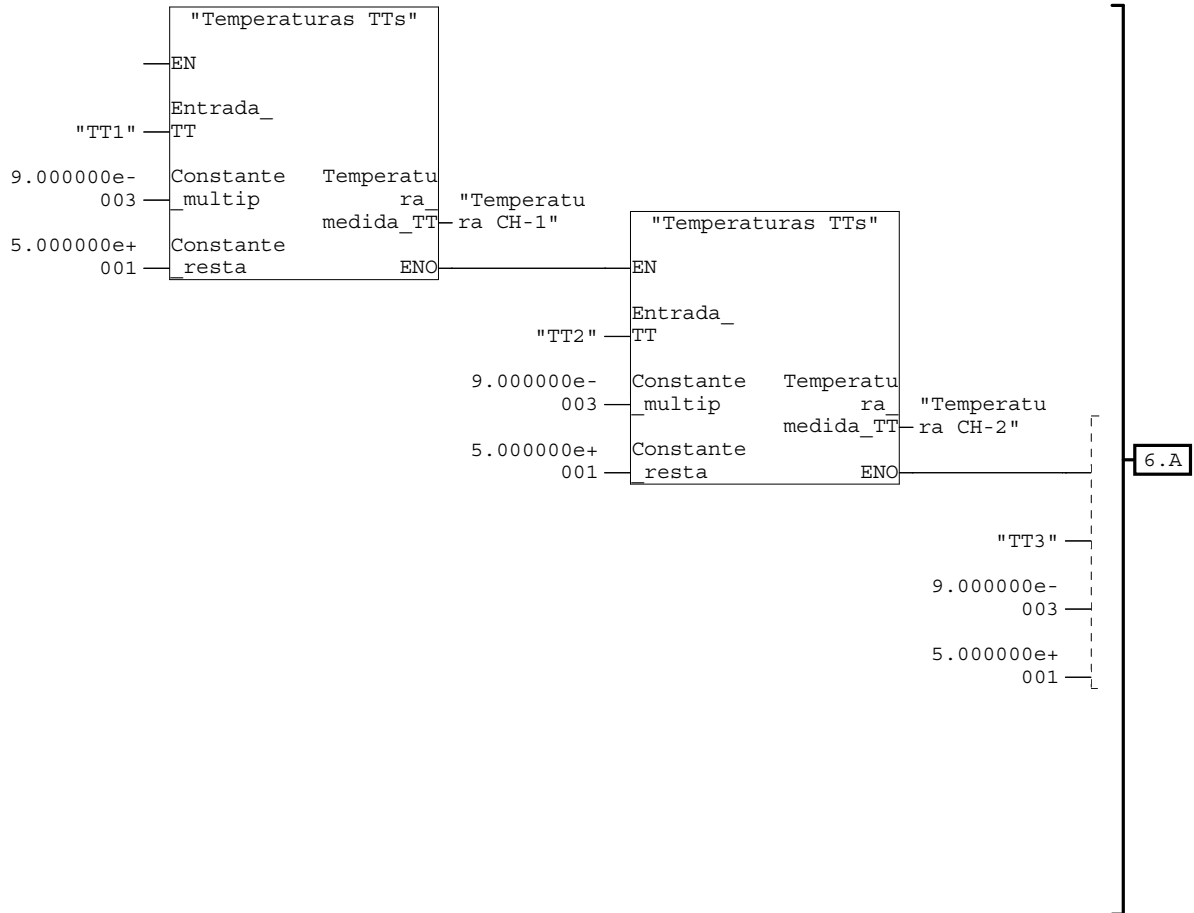 "Temperaturas TTs"
EN
Entrada_
"TT1" TT
9.000000e- Constante Temperatu
003 _multip ra_ "Temperatu
medida_TT ra CH-1"
5.000000e+ Constante
001 _resta ENO
"Temperaturas TTs"
EN
Entrada_
"TT2" TT
9.000000e- Constante Temperatu
003 _multip ra_ "Temperatu
medida_TT ra CH-2"
5.000000e+ Constante
001 _resta ENO
"TT3"
9.000000e-
003
5.000000e+
001
6.A